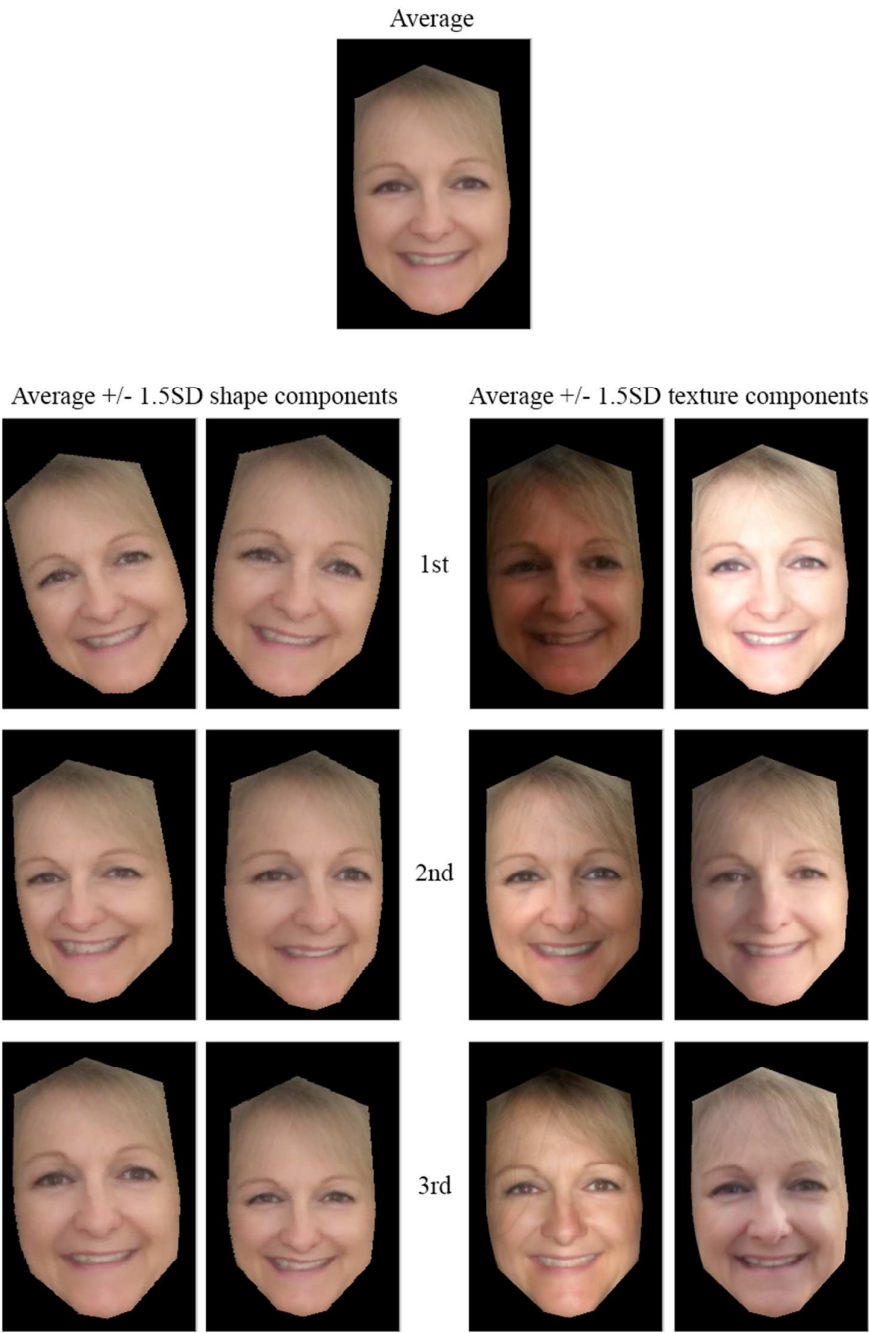 Average
Average +/- 1.5SD shape components
Average +/- 1.5SD texture components
1st
2nd
3rd